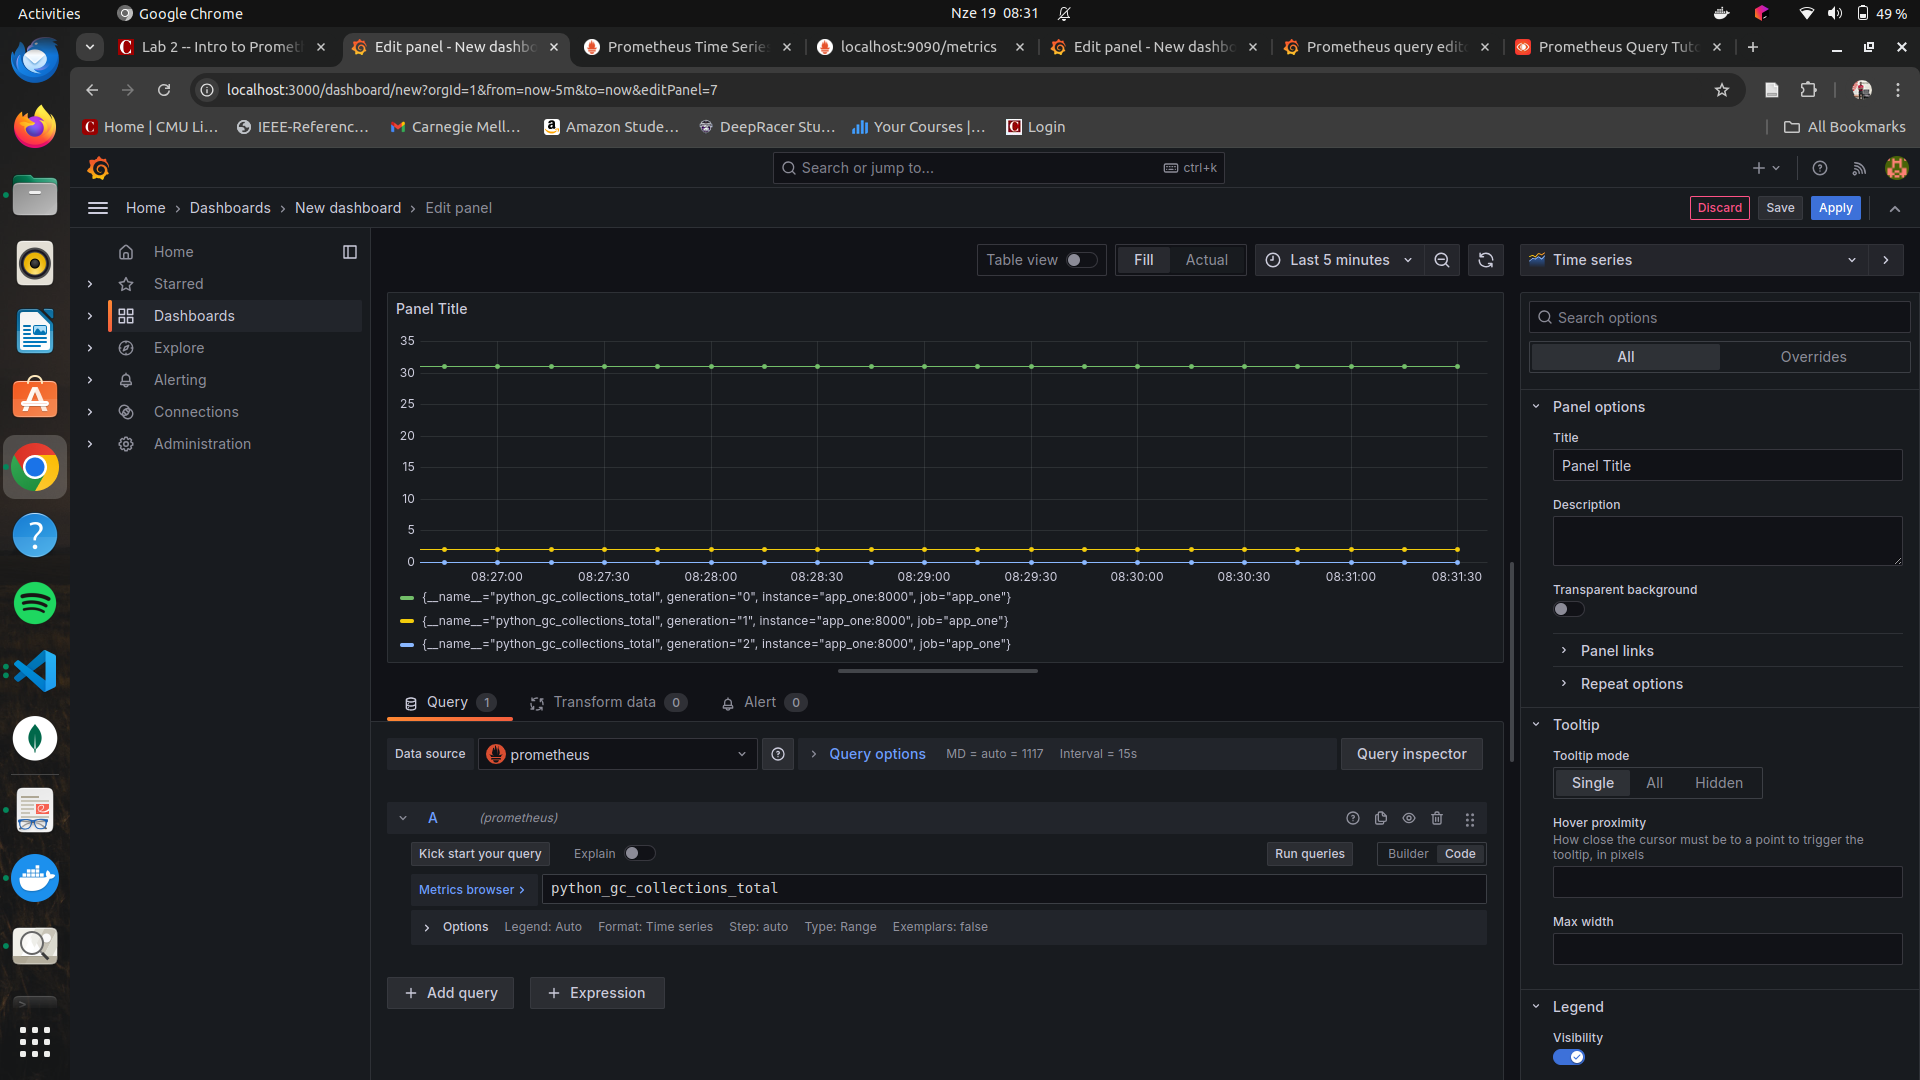 Activities
Google Chrome
Nze 19 08:31
49 %
Lab 2 -- Intro to Promet
Edit panel - New dashbo
Prometheus Time Serie
localhost:9090/metrics
Edit panel - New dashbo
Prometheus query edit
Prometheus Query Tut
localhost:3000/dashboard/new?orgId=1&from=now-5m&to=now&editPanel=7
Home | CMU Li...
IEEE-Referenc...
Carnegie Mell...
Amazon Stude...
DeepRacer Stu...
Your Courses |...
Login
All Bookmarks
Search or jump to...
ctrl+k
Home › Dashboards › New dashboard › Edit panel
Discard
Save
Apply
Home
Starred
Dashboards
Explore
Alerting
Connections
Administration
Table view
Fill
Actual
Last 5 minutes
Time series
Panel Title
35
30
25
20
15
10
5
0
08:27:00
08:27:30
08:28:00
08:28:30
08:29:00
08:29:30
08:30:00
08:30:30
08:31:00
08:31:30
{__name__="python_gc_collections_total", generation="0", instance="app_one:8000", job="app_one"}
{__name__="python_gc_collections_total", generation="1", instance="app_one:8000", job="app_one"}
{__name__="python_gc_collections_total", generation="2", instance="app_one:8000", job="app_one"}
Query 1
Transform data 0
Alert 0
Data source
prometheus
Query options
MD = auto = 1117
Interval = 15s
Query inspector
A
(prometheus)
Kick start your query
Explain
Run queries
Builder
Code
Metrics browser >
python_gc_collections_total
Options
Legend: Auto
Format: Time series
Step: auto
Type: Range
Exemplars: false
+ Add query
+ Expression
Search options
All
Overrides
Panel options
Title
Panel Title
Description
Transparent background
Panel links
Repeat options
Tooltip
Tooltip mode
Single
All
Hidden
Hover proximity
How close the cursor must be to a point to trigger the
tooltip, in pixels
Max width
Legend
Visibility